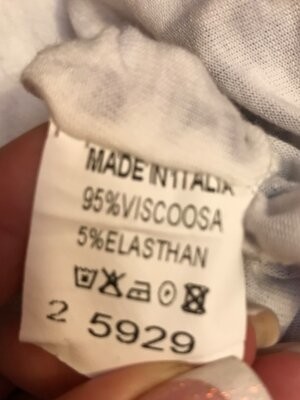 MADE IN ITALIA
95%VISCOOSA
5%ELASTHAN
2 5929